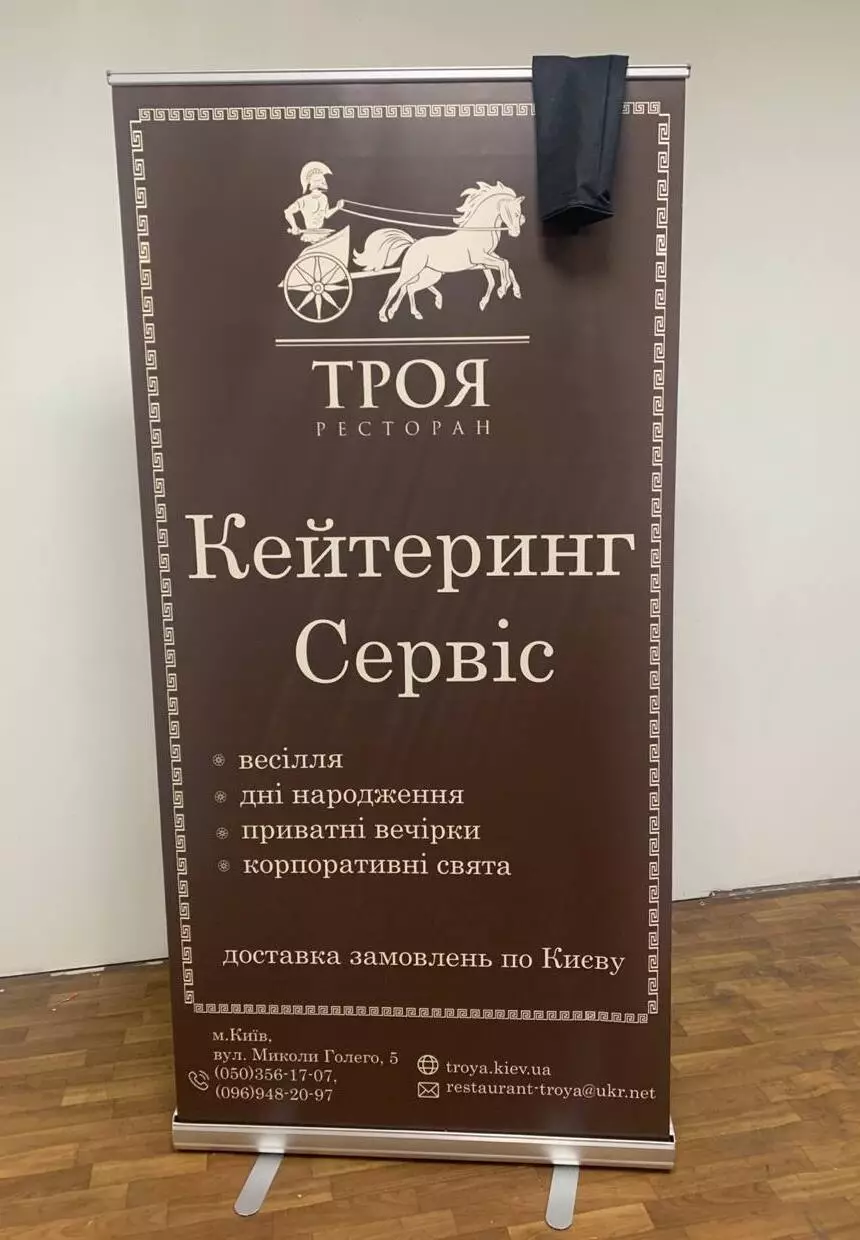 ТРОЯ
РЕСТОРАН
Кейтеринг
Сервіс
весілля
дні народження
приватні вечірки
корпоративні свята
доставка замовлень по Києву
м.Київ,
вул. Миколи Голего, 5
(050)356-17-07,
(096)948-20-97
troya.kiev.ua
restaurant-troya@ukr.net